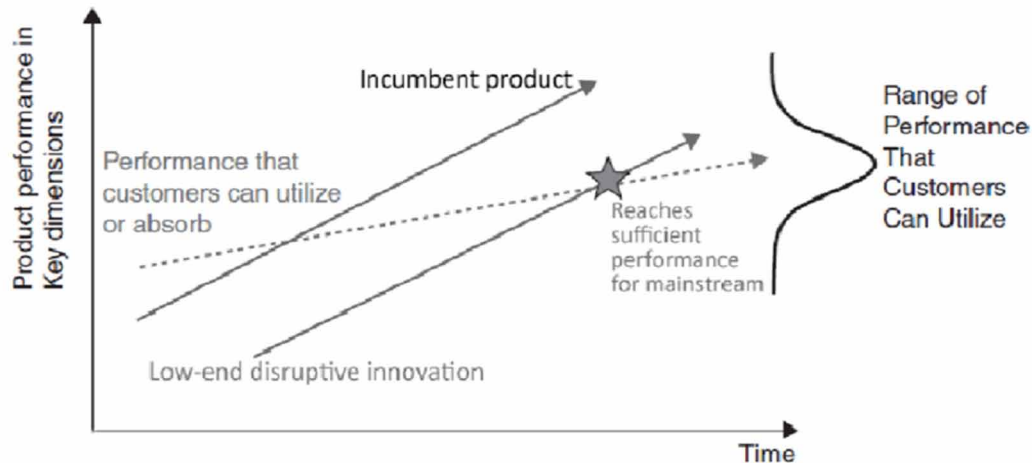 Product performance in
Key dimensions
Incumbent product
Performance that
customers can utilize
or absorb
Reaches
sufficient
performance
for mainstream
Low-end disruptive innovation
Time
Range of
Performance
That
Customers
Can Utilize